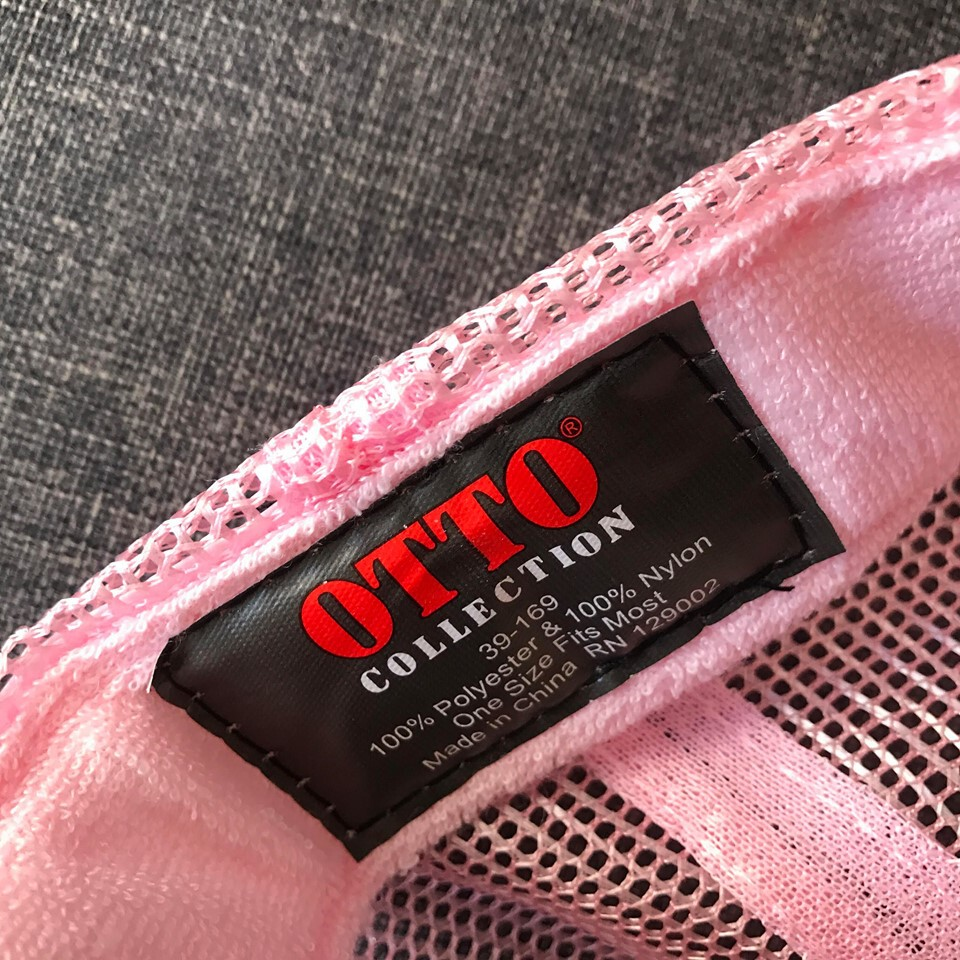 OTTO®
COLLECTION
39-169
100% Polyester & 100% Nylon
One Size Fits Most
Made in China RN 129002